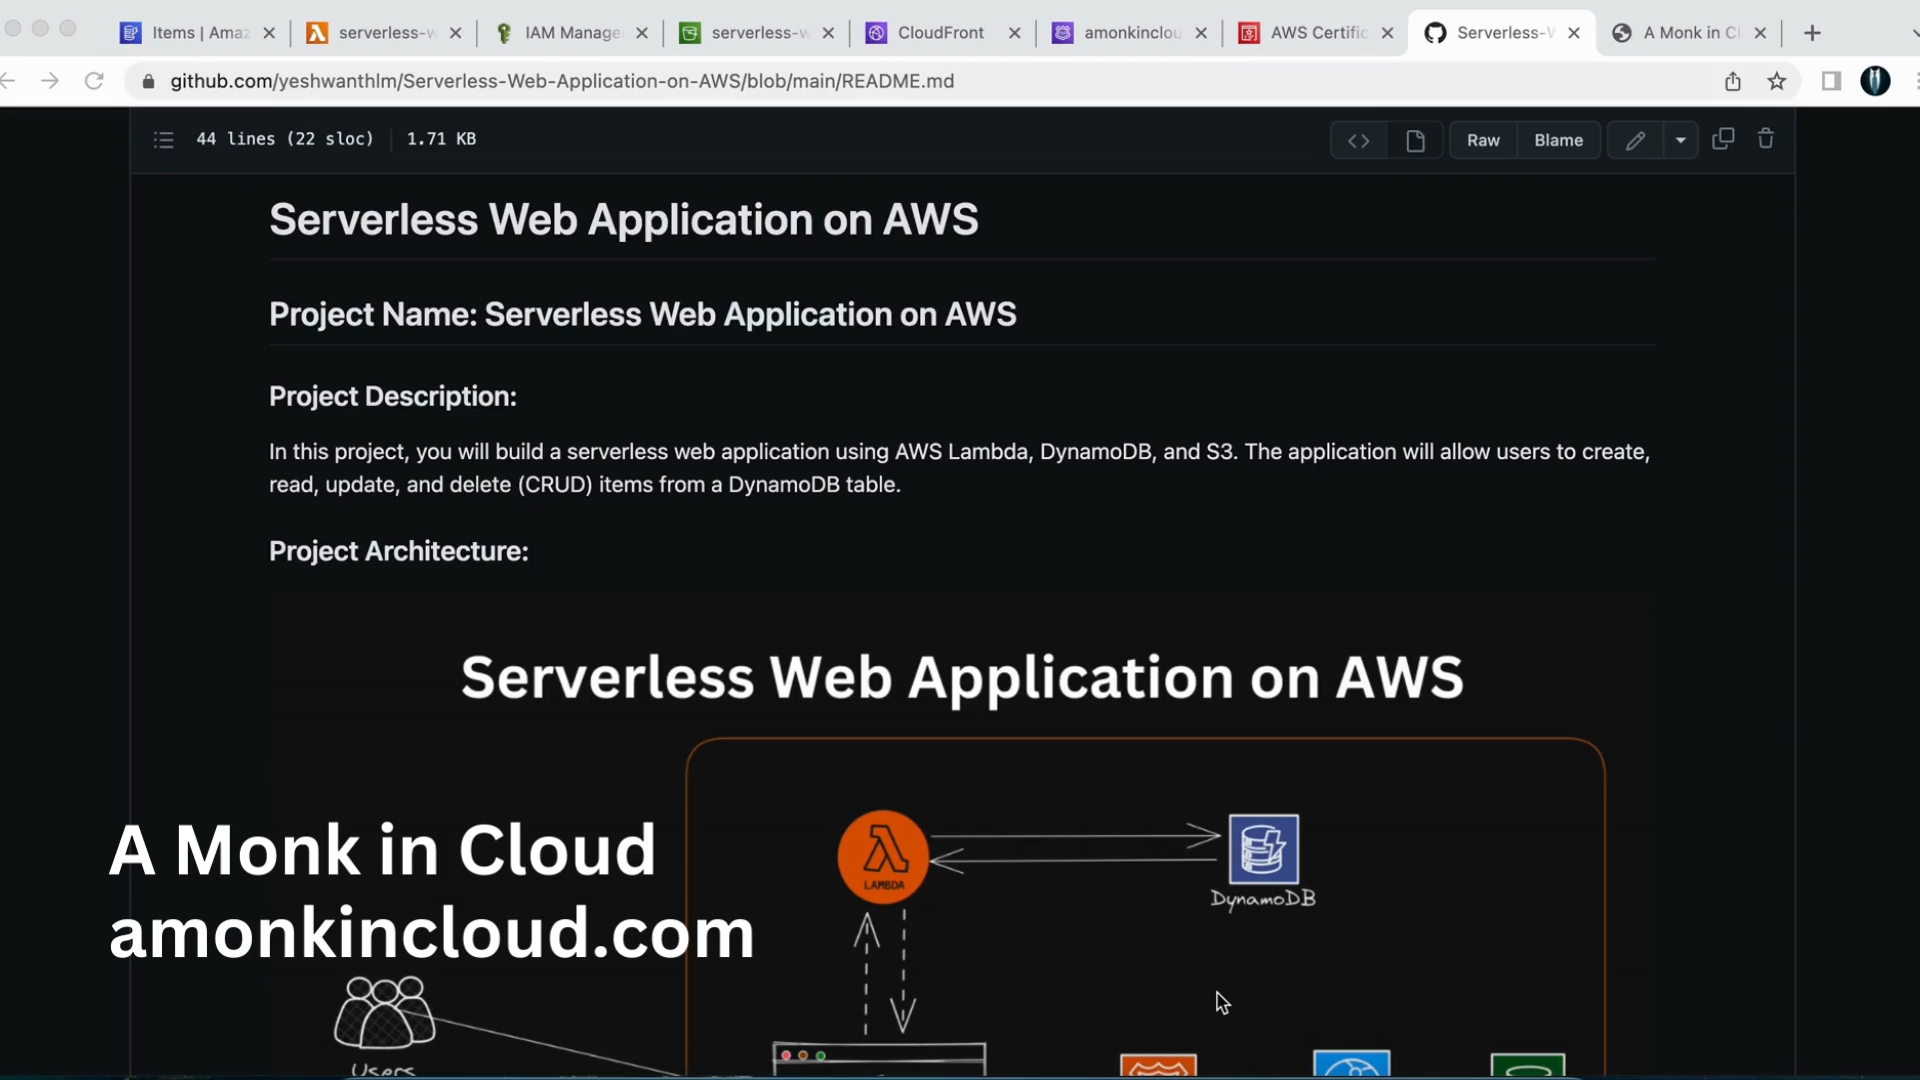 Items | Amaz
serverless-w
IAM Manage
serverless-w
CloudFront
amonkinclou
AWS Certific
Serverless-W
A Monk in Cl
github.com/yeshwanthlm/Serverless-Web-Application-on-AWS/blob/main/README.md
44 lines (22 sloc) 1.71 KB
Raw
Blame
Serverless Web Application on AWS
Project Name: Serverless Web Application on AWS
Project Description:
In this project, you will build a serverless web application using AWS Lambda, DynamoDB, and S3. The application will allow users to create,
read, update, and delete (CRUD) items from a DynamoDB table.
Project Architecture:
Serverless Web Application on AWS
LAMBDA
DynamoDB
A Monk in Cloud
amonkincloud.com
Users